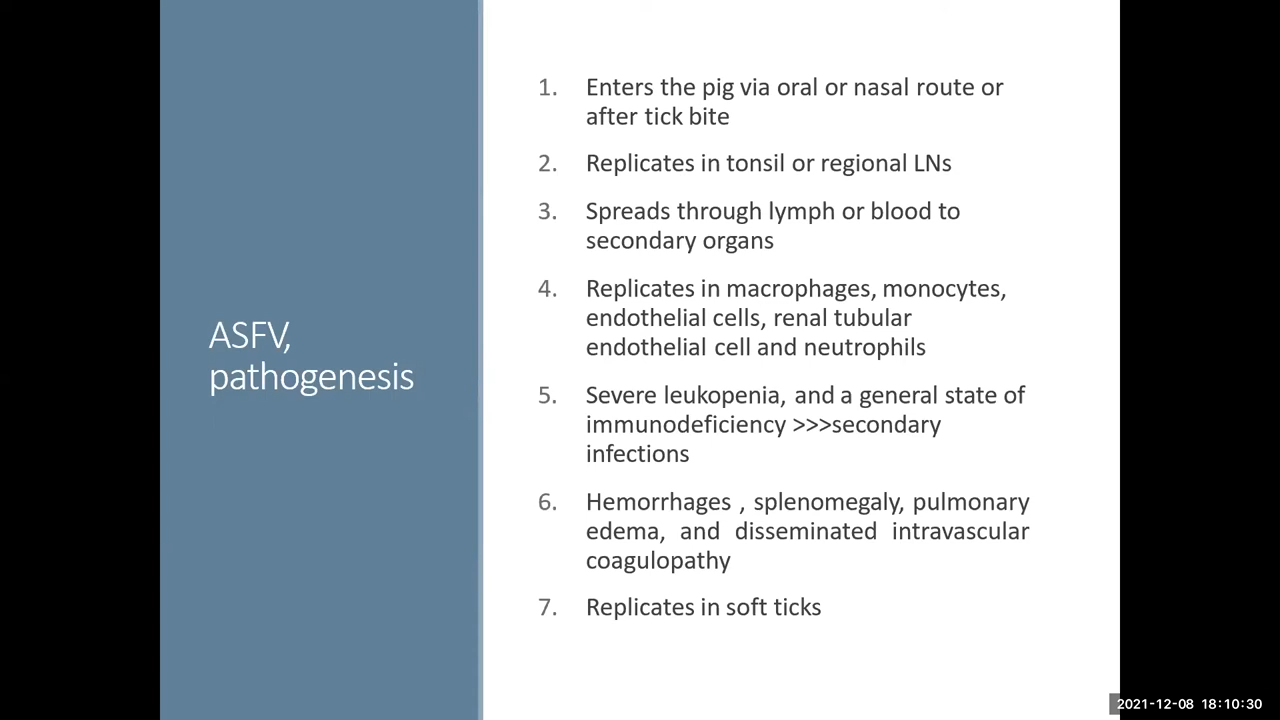 ASFV,
pathogenesis
1. Enters the pig via oral or nasal route or
after tick bite
2. Replicates in tonsil or regional LNs
3. Spreads through lymph or blood to
secondary organs
4. Replicates in macrophages, monocytes,
endothelial cells, renal tubular
endothelial cell and neutrophils
5. Severe leukopenia, and a general state of
immunodeficiency >>>secondary
infections
6. Hemorrhages , splenomegaly, pulmonary
edema, and disseminated intravascular
coagulopathy
7. Replicates in soft ticks
2021-12-08 18:10:30